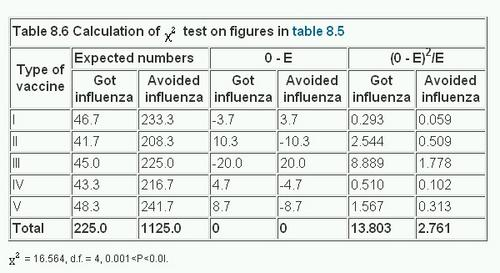 Table 8.6 Calculation of χ² test on figures in table 8.5
Type of vaccine Expected numbers 0 - E (0 - E)²/E
Got influenza Avoided influenza Got influenza Avoided influenza Got influenza Avoided influenza
I 46.7 233.3 -3.7 3.7 0.293 0.059
II 41.7 208.3 10.3 -10.3 2.544 0.509
III 45.0 225.0 -20.0 20.0 8.889 1.778
IV 43.3 216.7 4.7 -4.7 0.510 0.102
V 48.3 241.7 8.7 -8.7 1.567 0.313
Total 225.0 1125.0 0 0 13.803 2.761
χ² = 16.564, d.f. = 4, 0.001<P<0.0l.